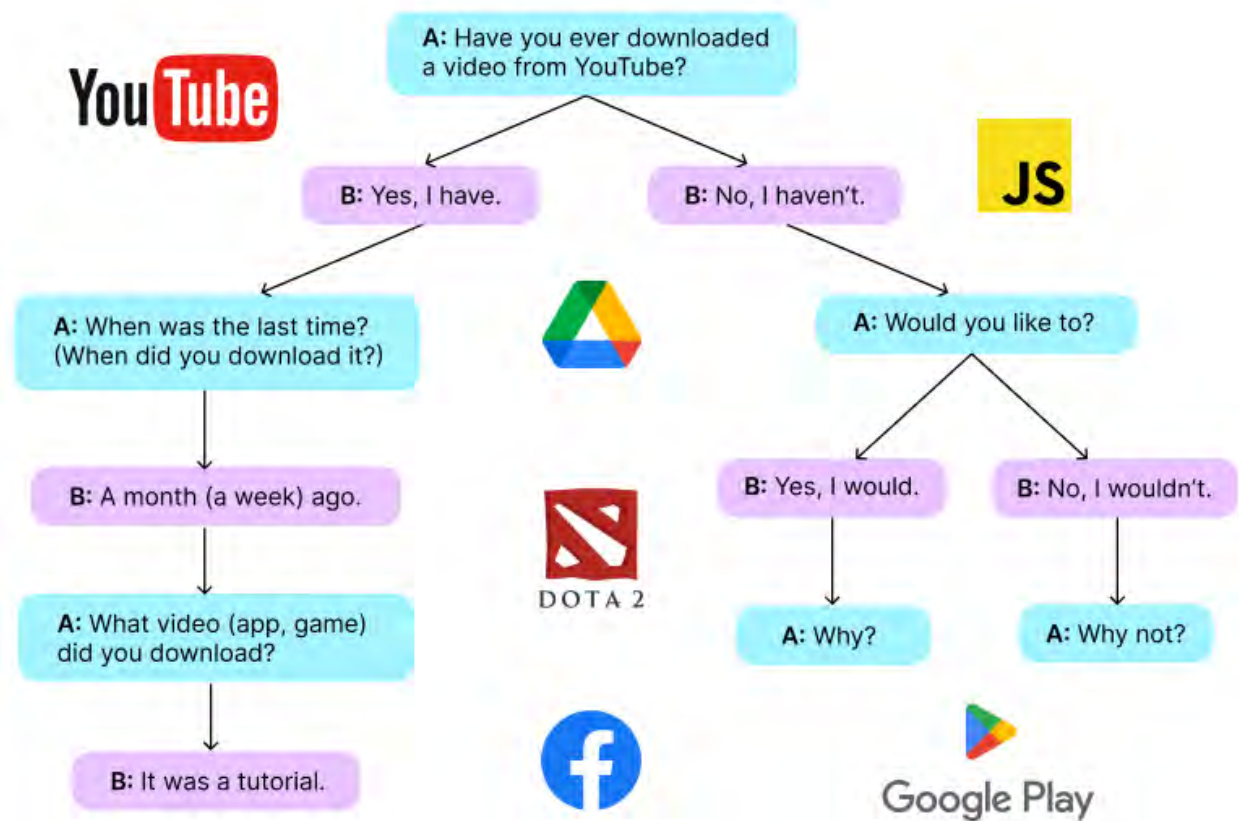 A: Have you ever downloaded
a video from YouTube?
YouTube
JS
B: Yes, I have.
B: No, I haven't.
A: When was the last time?
(When did you download it?)
A: Would you like to?
B: A month (a week) ago.
B: Yes, I would.
B: No, I wouldn't.
DOTA 2
A: What video (app, game)
did you download?
A: Why?
A: Why not?
B: It was a tutorial.
f
Google Play